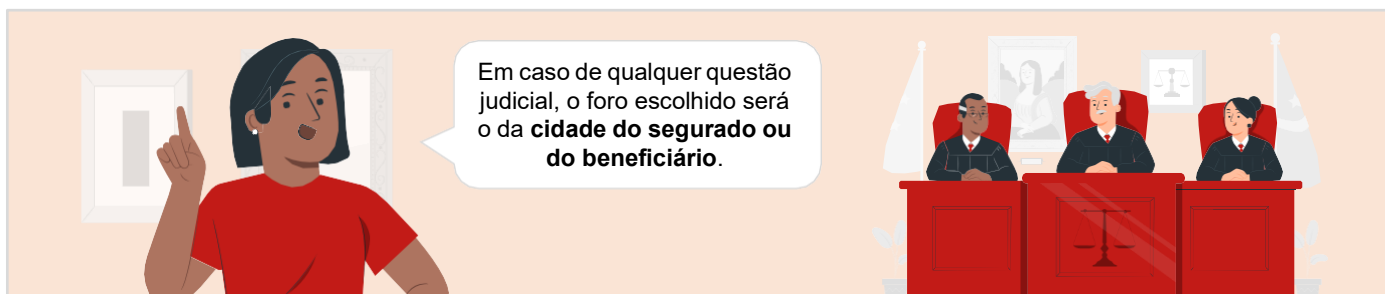 Em caso de qualquer questão
judicial, o foro escolhido será
o da cidade do segurado ou
do beneficiário.